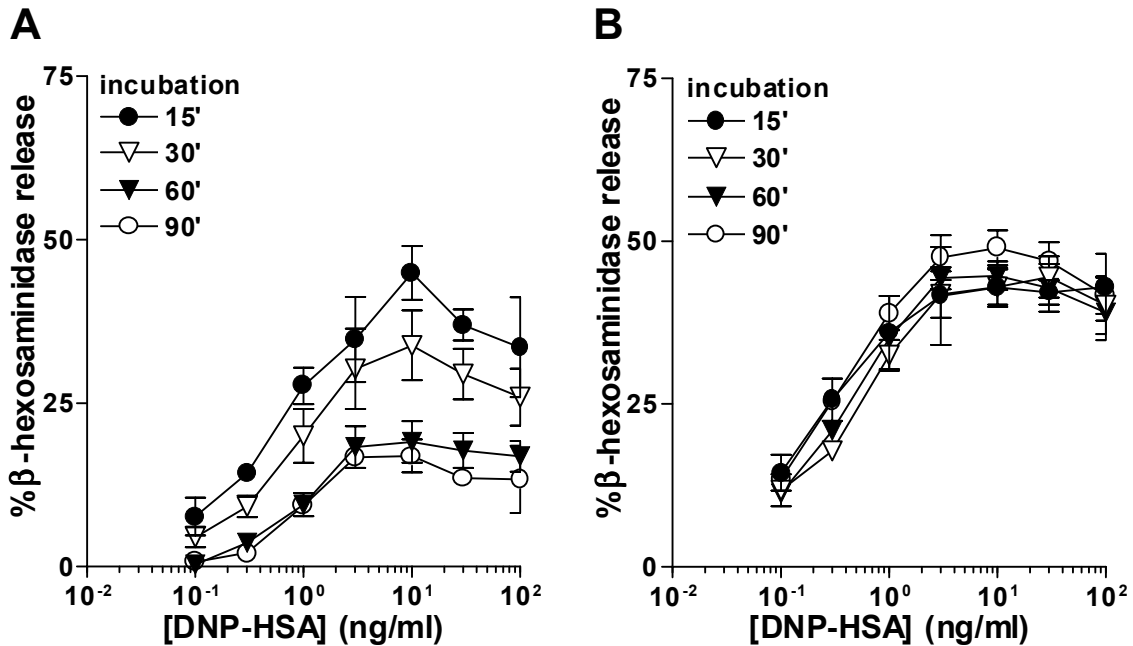 A
75
50
25
0
%β-hexosaminidase release
incubation
15'
30'
60'
90'
10⁻² 10⁻¹ 10⁰ 10¹ 10²
[DNP-HSA] (ng/ml)
B
75
50
25
0
%β-hexosaminidase release
incubation
15'
30'
60'
90'
10⁻² 10⁻¹ 10⁰ 10¹ 10²
[DNP-HSA] (ng/ml)